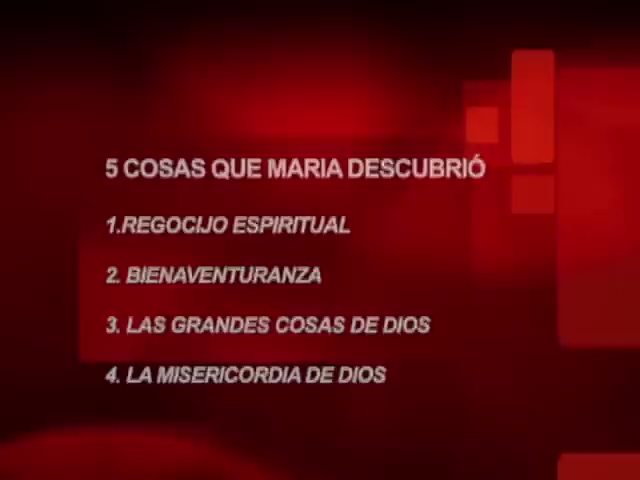 5 COSAS QUE MARIA DESCUBRIÓ
1.REGOCIJO ESPIRITUAL
2. BIENAVENTURANZA
3. LAS GRANDES COSAS DE DIOS
4. LA MISERICORDIA DE DIOS